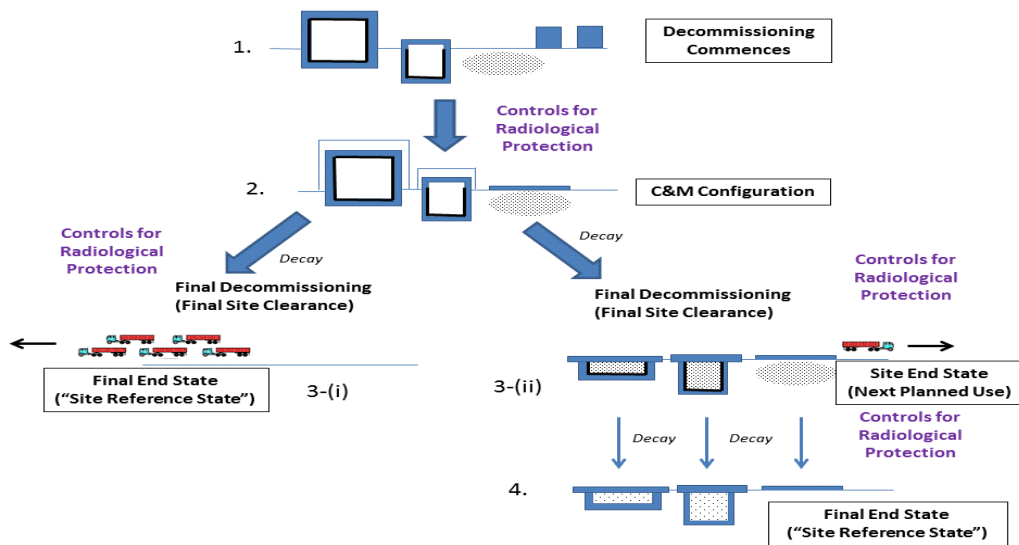 1.
Decommissioning
Commences
Controls for
Radiological
Protection
2.
C&M Configuration
Controls for
Radiological
Protection
Decay
Decay
Final Decommissioning
(Final Site Clearance)
Final Decommissioning
(Final Site Clearance)
Controls for
Radiological
Protection
Final End State
(“Site Reference State”)
3-(i)
3-(ii)
Site End State
(Next Planned Use)
Decay
Decay
Controls for
Radiological
Protection
4.
Final End State
(“Site Reference State”)